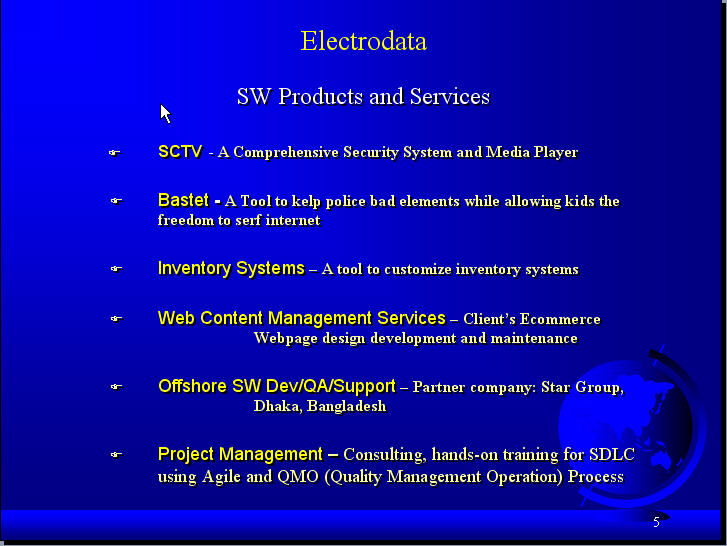 Electrodata
SW Products and Services
SCTV - A Comprehensive Security System and Media Player
Bastet - A Tool to kelp police bad elements while allowing kids the
freedom to serf internet
Inventory Systems – A tool to customize inventory systems
Web Content Management Services – Client’s Ecommerce
Webpage design development and maintenance
Offshore SW Dev/QA/Support – Partner company: Star Group,
Dhaka, Bangladesh
Project Management – Consulting, hands-on training for SDLC
using Agile and QMO (Quality Management Operation) Process
5